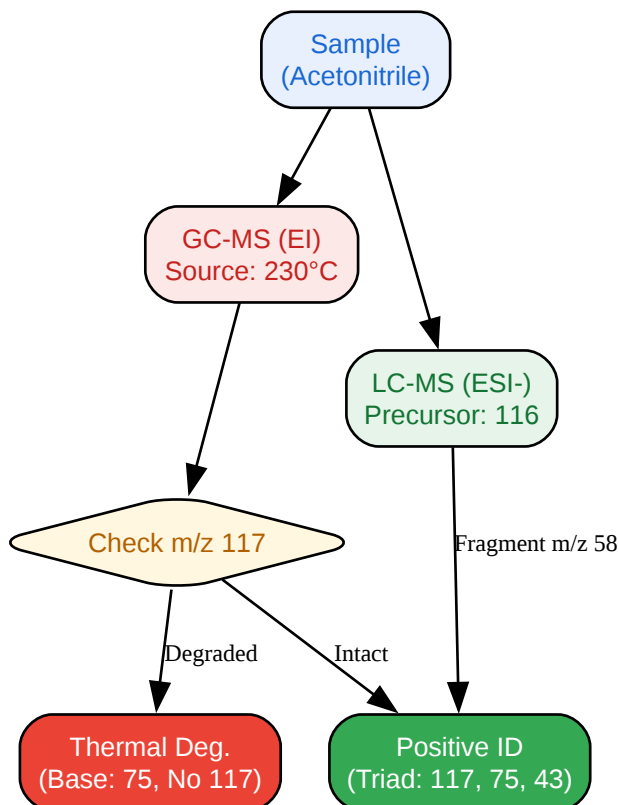 Sample
(Acetonitrile)
GC-MS (EI)
Source: 230°C
LC-MS (ESI-)
Precursor: 116
Check m/z 117
Fragment m/z 58
Degraded
Intact
Thermal Deg.
(Base: 75, No 117)
Positive ID
(Triad: 117, 75, 43)